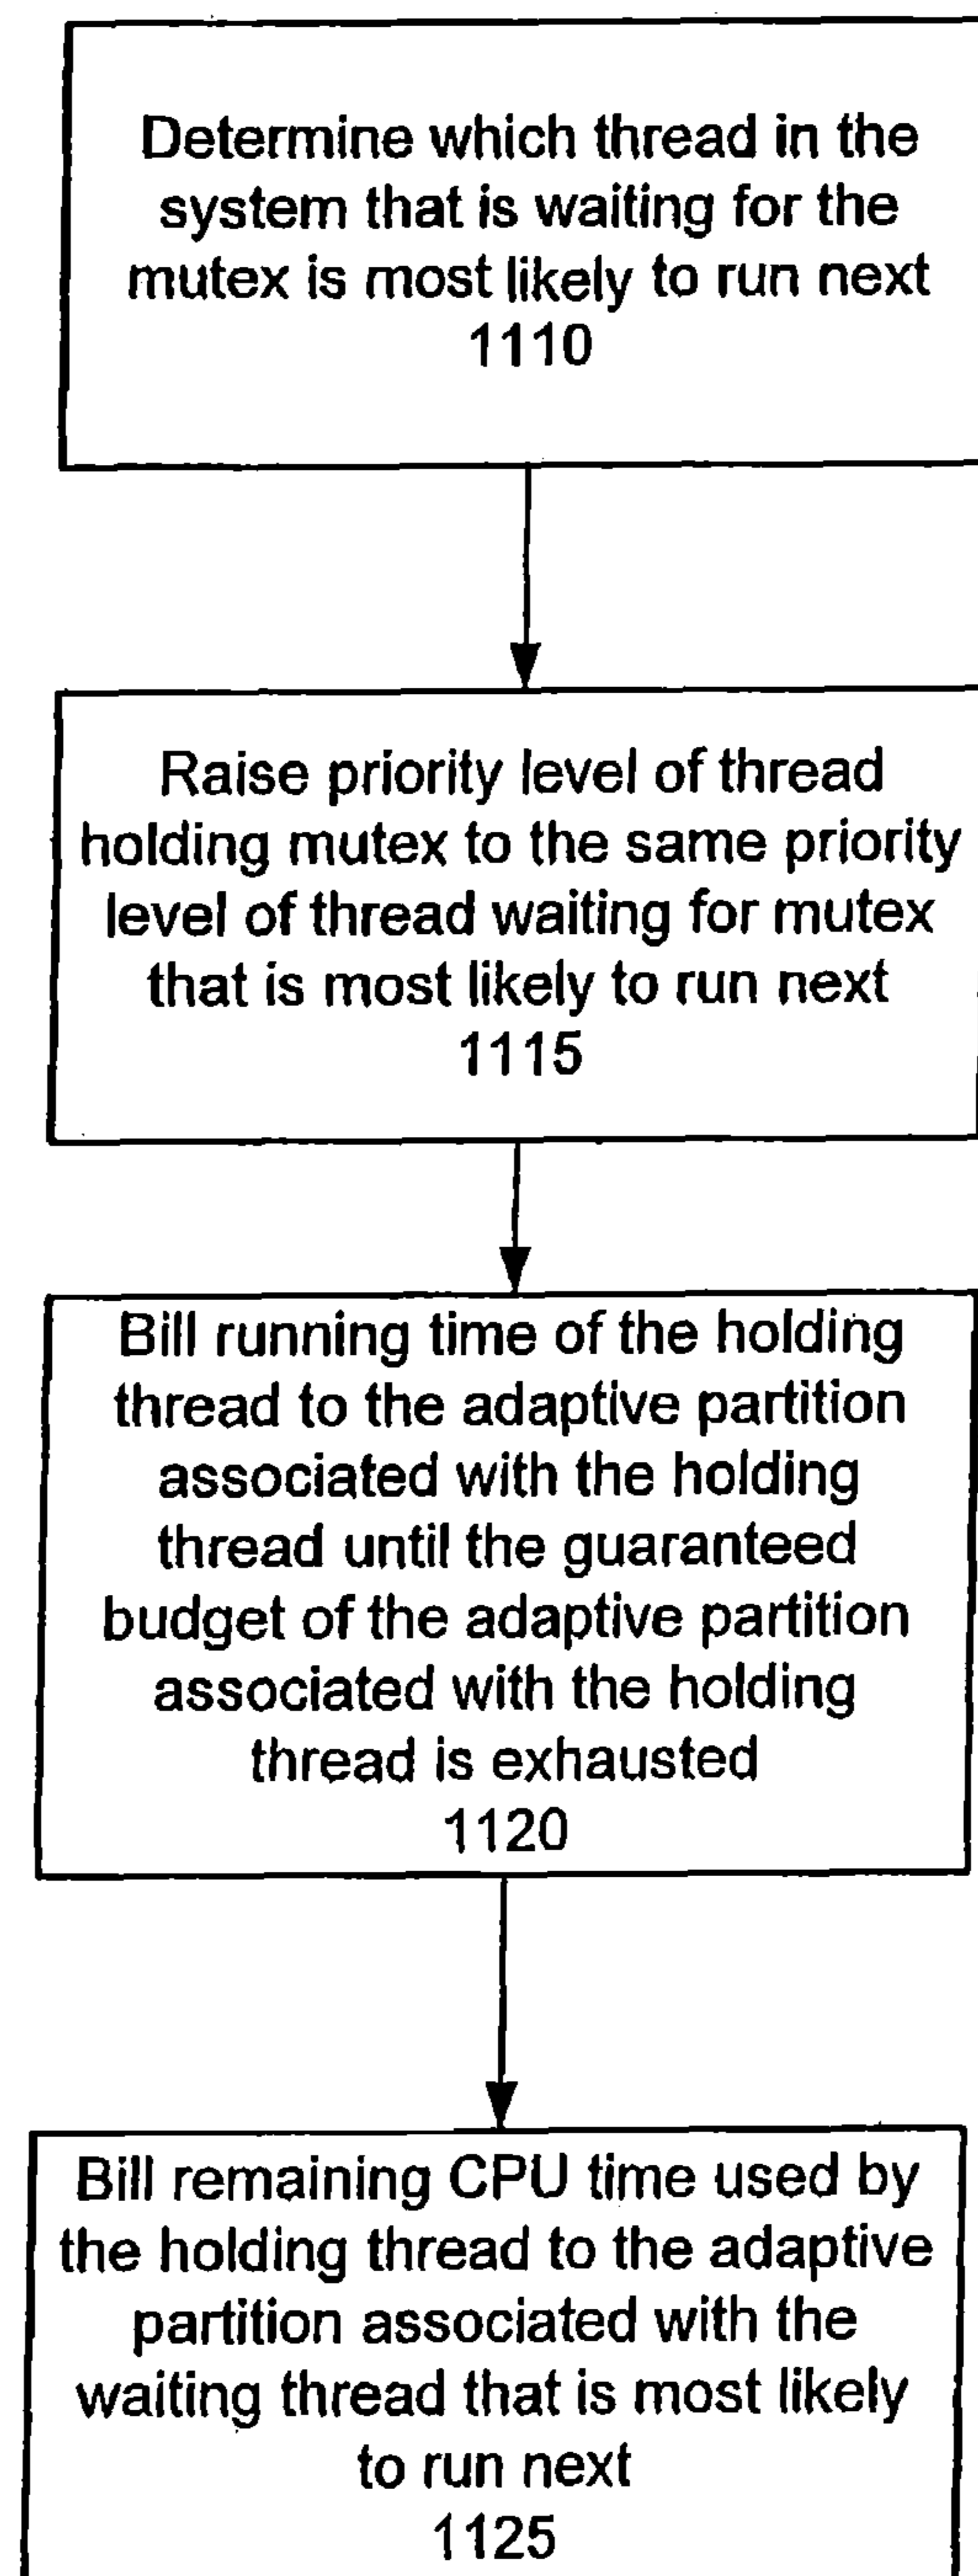 Determine which thread in the
system that is waiting for the
mutex is most likely to run next
1110
Raise priority level of thread
holding mutex to the same priority
level of thread waiting for mutex
that is most likely to run next
1115
Bill running time of the holding
thread to the adaptive partition
associated with the holding
thread until the guaranteed
budget of the adaptive partition
associated with the holding
thread is exhausted
1120
Bill remaining CPU time used by
the holding thread to the adaptive
partition associated with the
waiting thread that is most likely
to run next
1125